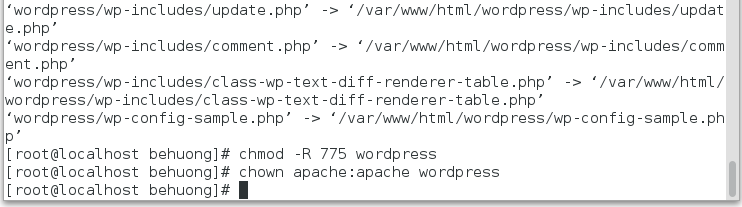 ‘wordpress/wp-includes/update.php’ -> ‘/var/www/html/wordpress/wp-includes/updat
e.php’
‘wordpress/wp-includes/comment.php’ -> ‘/var/www/html/wordpress/wp-includes/comm
ent.php’
‘wordpress/wp-includes/class-wp-text-diff-renderer-table.php’ -> ‘/var/www/html/
wordpress/wp-includes/class-wp-text-diff-renderer-table.php’
‘wordpress/wp-config-sample.php’ -> ‘/var/www/html/wordpress/wp-config-sample.ph
p’
[root@localhost behuong]# chmod -R 775 wordpress
[root@localhost behuong]# chown apache:apache wordpress
[root@localhost behuong]#